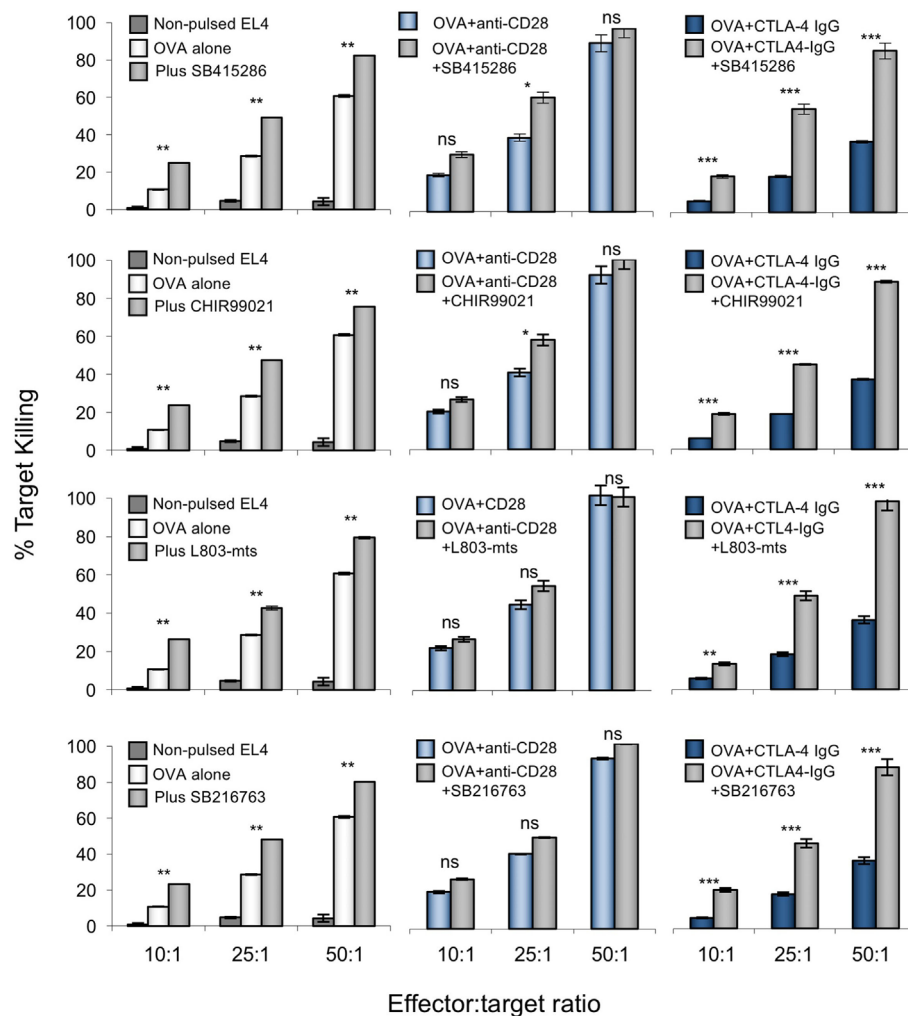 % Target Killing
100
80
60
40
20
0
Non-pulsed EL4
OVA alone
Plus SB415286
**
**
**
OVA+anti-CD28
OVA+anti-CD28
+SB415286
ns
*
ns
OVA+CTLA-4 IgG
OVA+CTLA4-IgG
+SB415286
***
***
***
100
80
60
40
20
0
Non-pulsed EL4
OVA alone
Plus CHIR99021
**
**
**
OVA+anti-CD28
OVA+anti-CD28
+CHIR99021
ns
*
ns
OVA+CTLA-4 IgG
OVA+CTLA-4-IgG
+CHIR99021
***
***
***
100
80
60
40
20
0
Non-pulsed EL4
OVA alone
Plus L803-mts
**
**
**
OVA+CD28
OVA+anti-CD28
+L803-mts
ns
ns
ns
OVA+CTLA-4 IgG
OVA+CTL4-IgG
+L803-mts
**
***
***
100
80
60
40
20
0
Non-pulsed EL4
OVA alone
Plus SB216763
**
**
**
OVA+anti-CD28
OVA+anti-CD28
+SB216763
ns
ns
ns
OVA+CTLA-4 IgG
OVA+CTLA4-IgG
+SB216763
***
***
***
10:1 25:1 50:1
10:1 25:1 50:1
10:1 25:1 50:1
Effector:target ratio